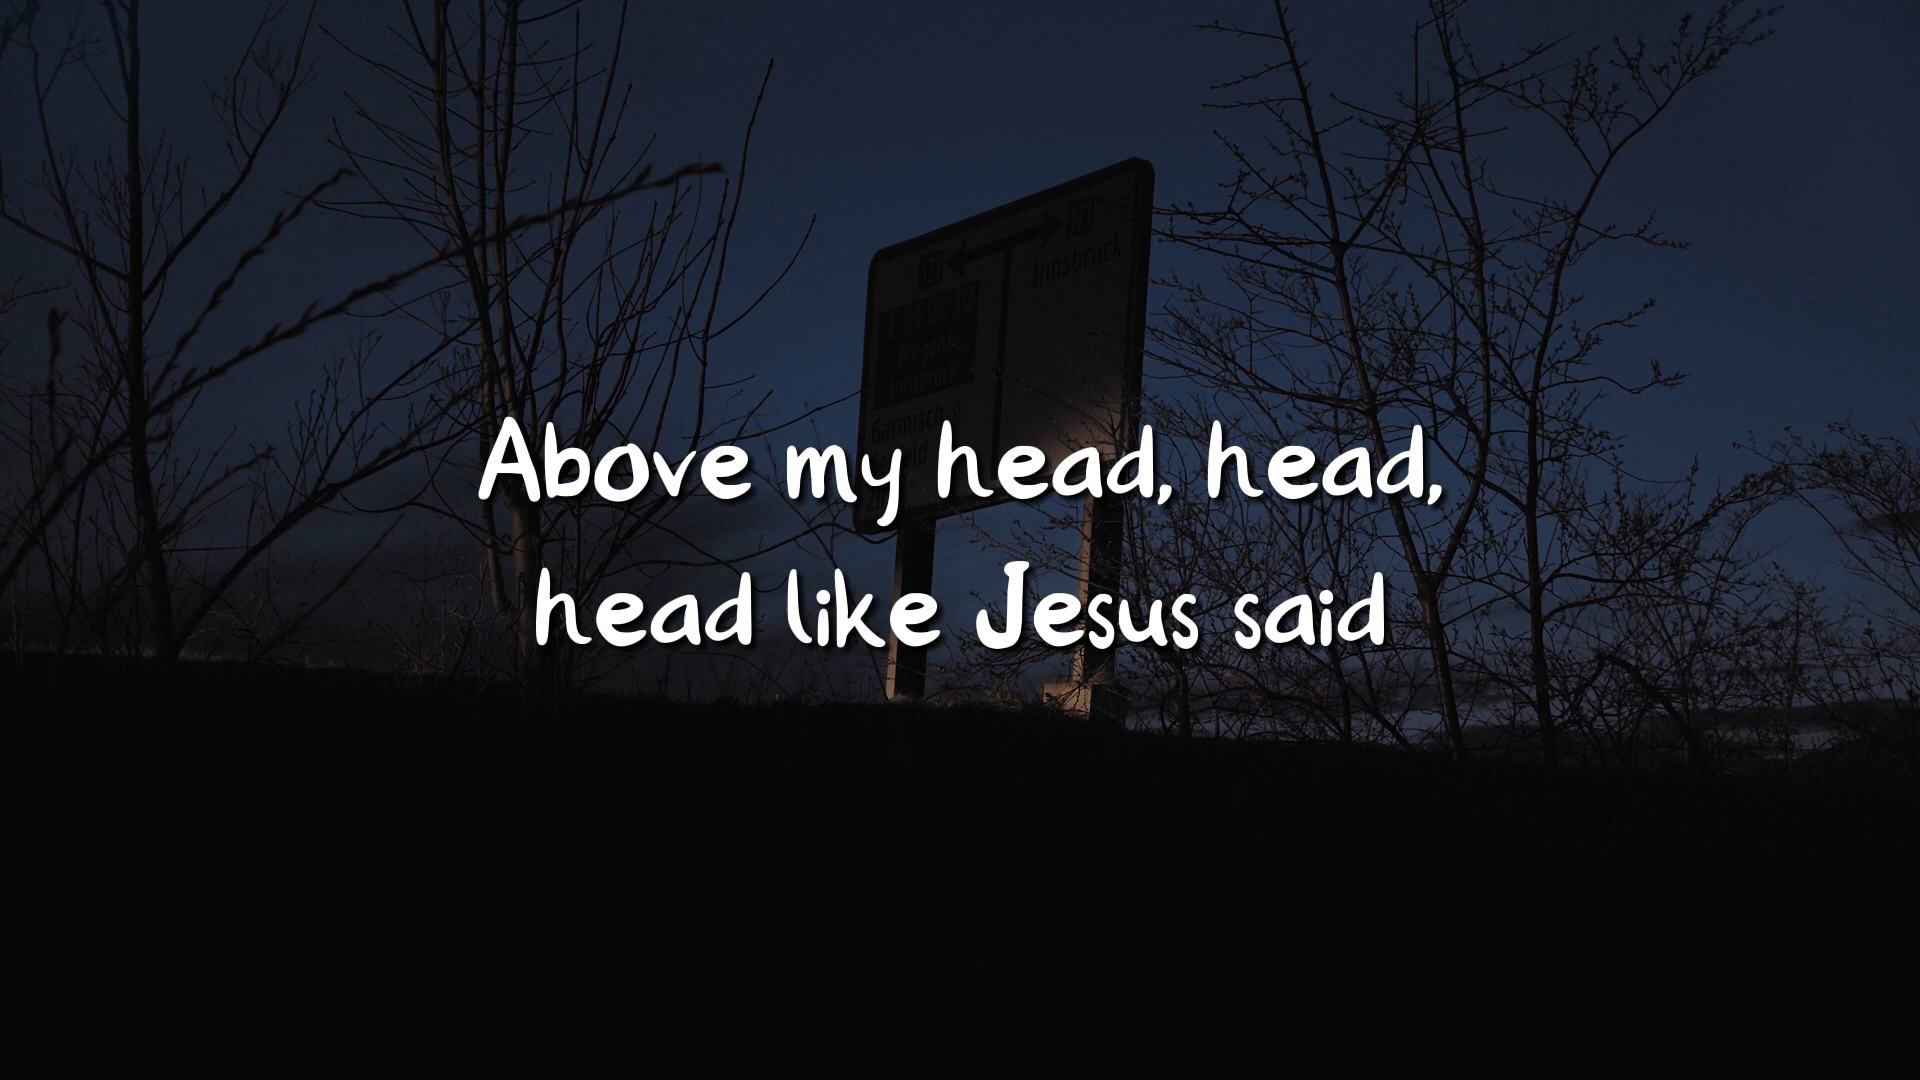 Innsbruck
Bregenz
Innsbruck
Garmisch
Above my head, head,
head like Jesus said